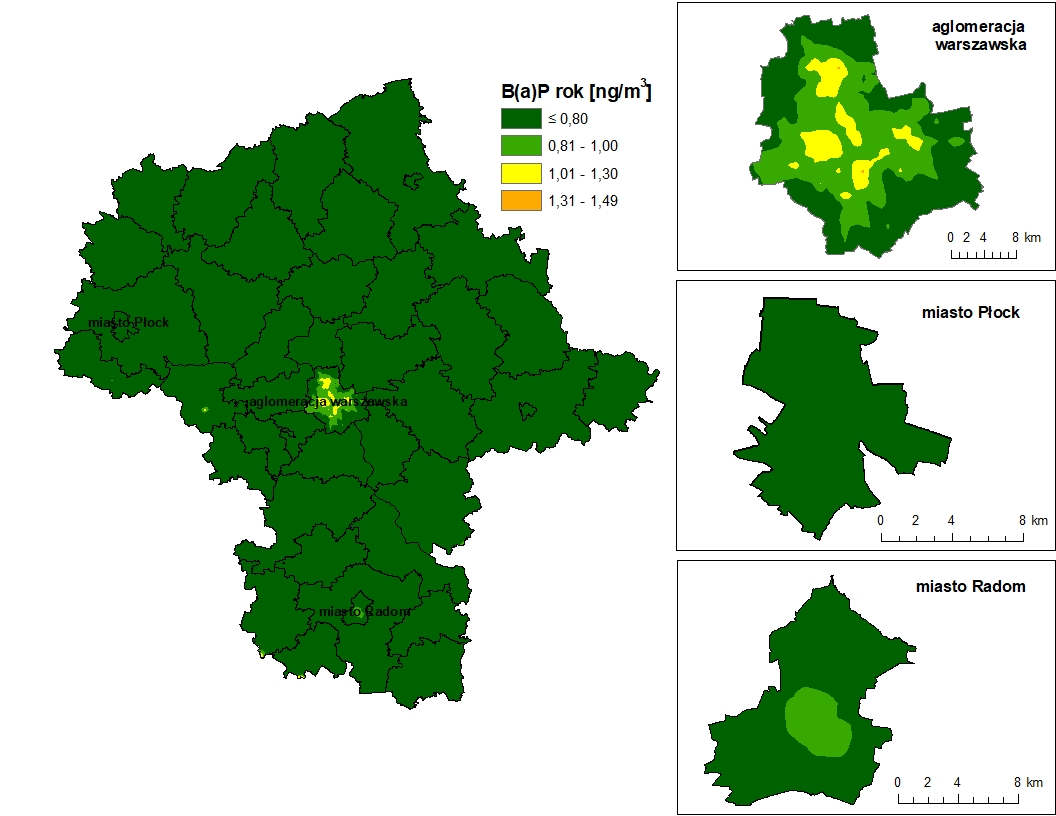 B(a)P rok [ng/m³]
≤ 0,80
0,81 - 1,00
1,01 - 1,30
1,31 - 1,49
miasto Płock
aglomeracja warszawska
miasto Radom
aglomeracja
warszawska
0 2 4 8 km
miasto Płock
0 2 4 8 km
miasto Radom
0 2 4 8 km